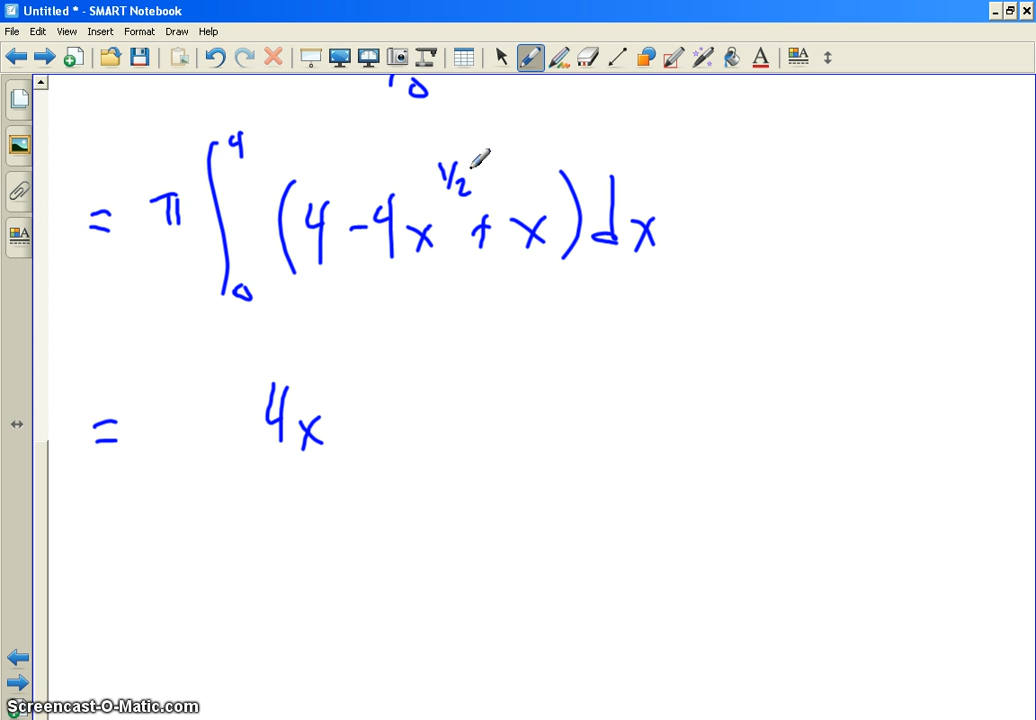 Untitled * - SMART Notebook
File Edit View Insert Format Draw Help
0
= π ∫₀⁴ (4 - 4x^1/2 + x) dx
= 4x
Screencast-O-Matic.com